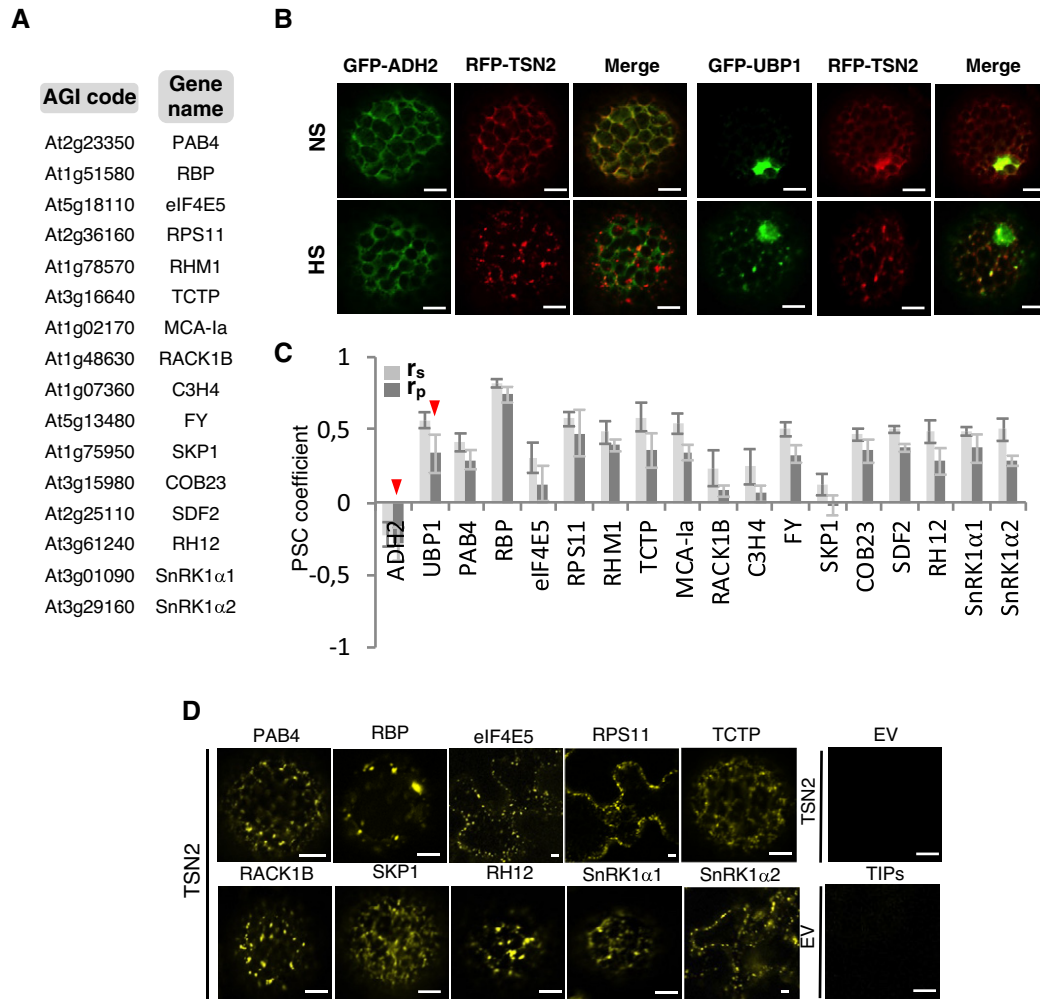 A
AGI code Gene name
At2g23350 PAB4
At1g51580 RBP
At5g18110 eIF4E5
At2g36160 RPS11
At1g78570 RHM1
At3g16640 TCTP
At1g02170 MCA-Ia
At1g48630 RACK1B
At1g07360 C3H4
At5g13480 FY
At1g75950 SKP1
At3g15980 COB23
At2g25110 SDF2
At3g61240 RH12
At3g01090 SnRK1α1
At3g29160 SnRK1α2
B
GFP-ADH2 RFP-TSN2 Merge GFP-UBP1 RFP-TSN2 Merge
NS
HS
C
PSC coefficient
1
0,5
0
-0,5
-1
rs
rp
ADH2 UBP1 PAB4 RBP eIF4E5 RPS11 RHM1 TCTP MCA-Ia RACK1B C3H4 FY SKP1 COB23 SDF2 RH12 SnRK1α1 SnRK1α2
D
TSN2
PAB4 RBP eIF4E5 RPS11 TCTP
TSN2 EV
RACK1B SKP1 RH12 SnRK1α1 SnRK1α2
EV TIPs